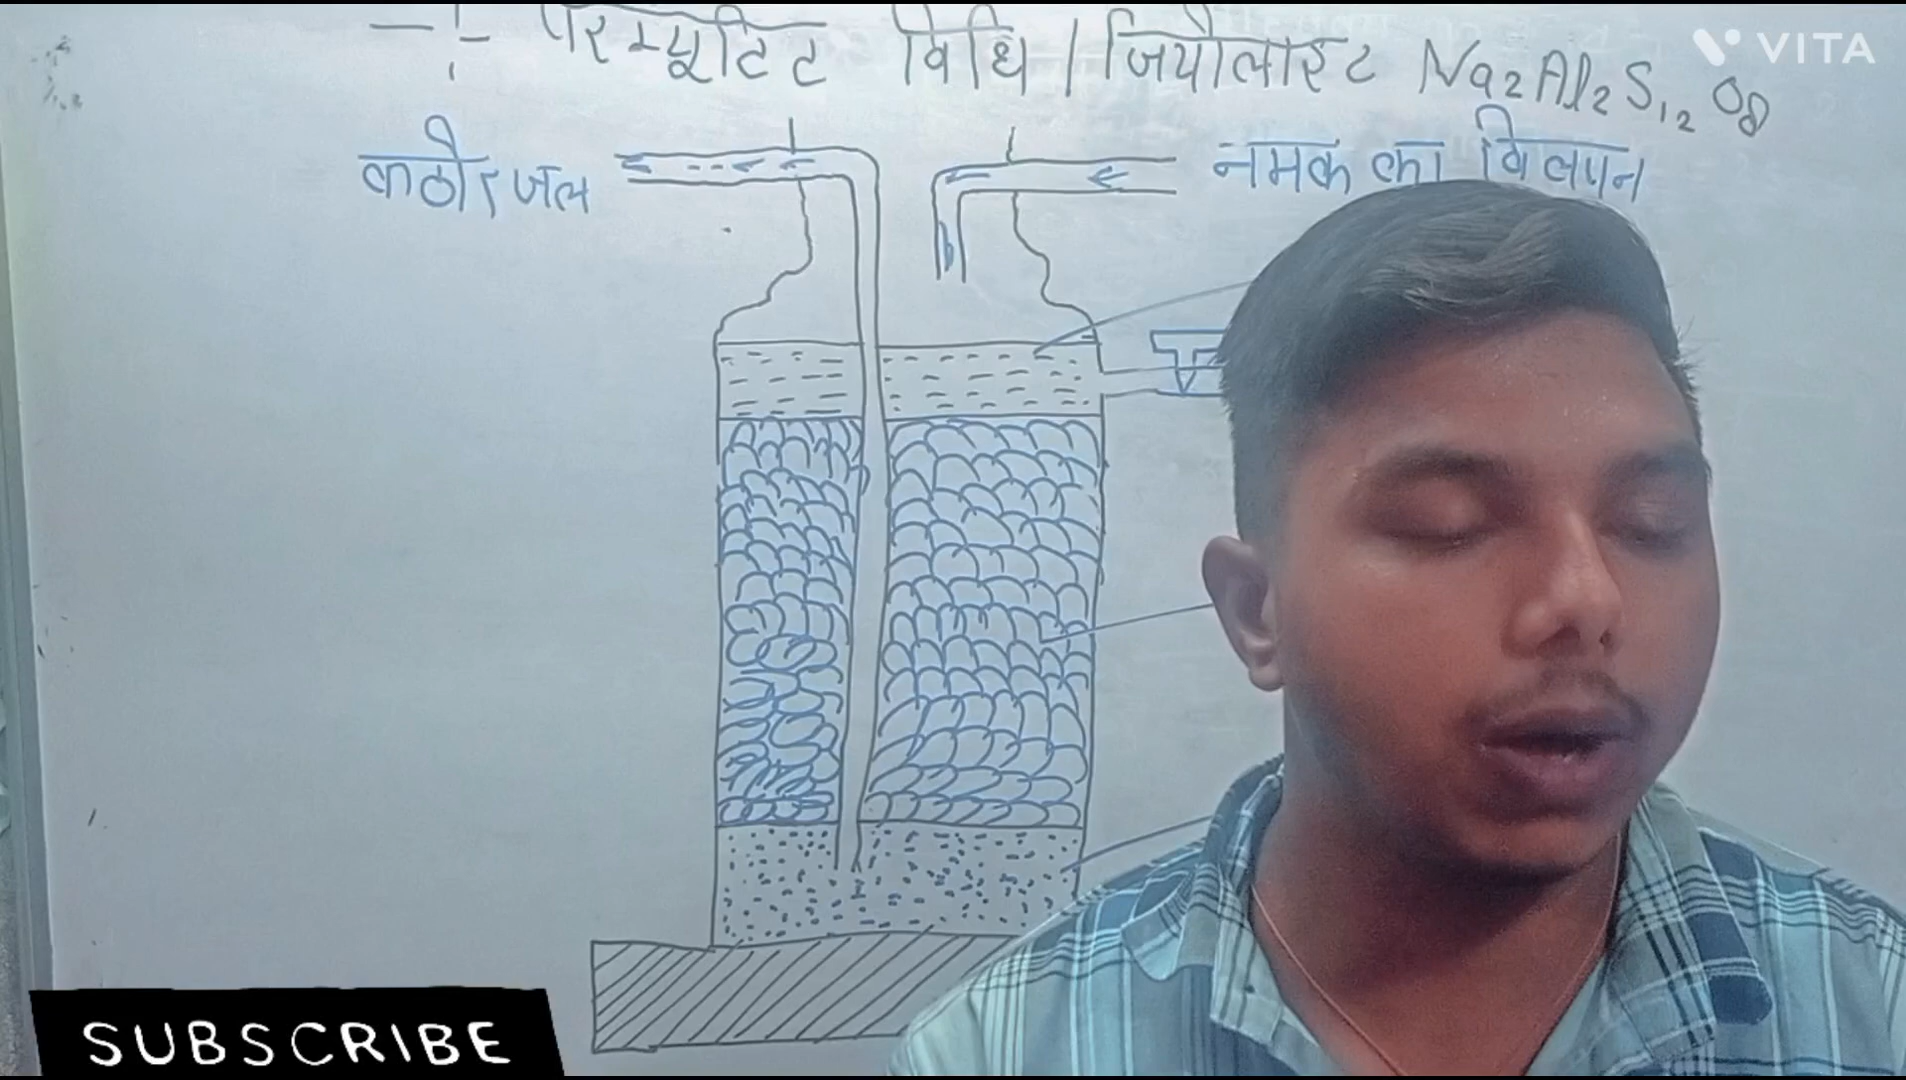 -:- परम्यूटिट विधि / जियोलाइट Na2Al2Si2O8
VITA
कठोर जल
नमक का विलयन
SUBSCRIBE